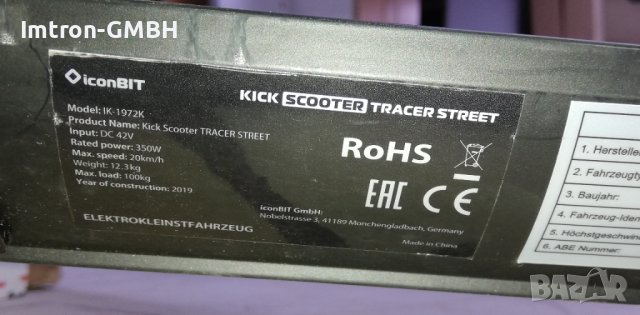 Imtron-GMBH
iconBIT
KICK SCOOTER TRACER STREET
Model: IK-1972K
Product Name: Kick Scooter TRACER STREET
Input: DC 42V
Rated power: 350W
Max. speed: 20km/h
Weight: 12.3kg
Max. load: 100kg
Year of construction: 2019
RoHS
EAC CE
iconBIT GmbH:
Nobelstrasse 3, 41189 Monchengladbach, Germany
Made in China
ELEKTROKLEINSTFAHRZEUG
1. Hersteller
2. Fahrzeugty
3. Baujahr:
4. Fahrzeug-Ide
5. Höchstgeschwin
6. ABE Nummer:
BAZAR